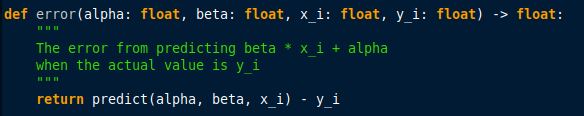 def error(alpha: float, beta: float, x_i: float, y_i: float) -> float:
    """
    The error from predicting beta * x_i + alpha
    when the actual value is y_i
    """
    return predict(alpha, beta, x_i) - y_i